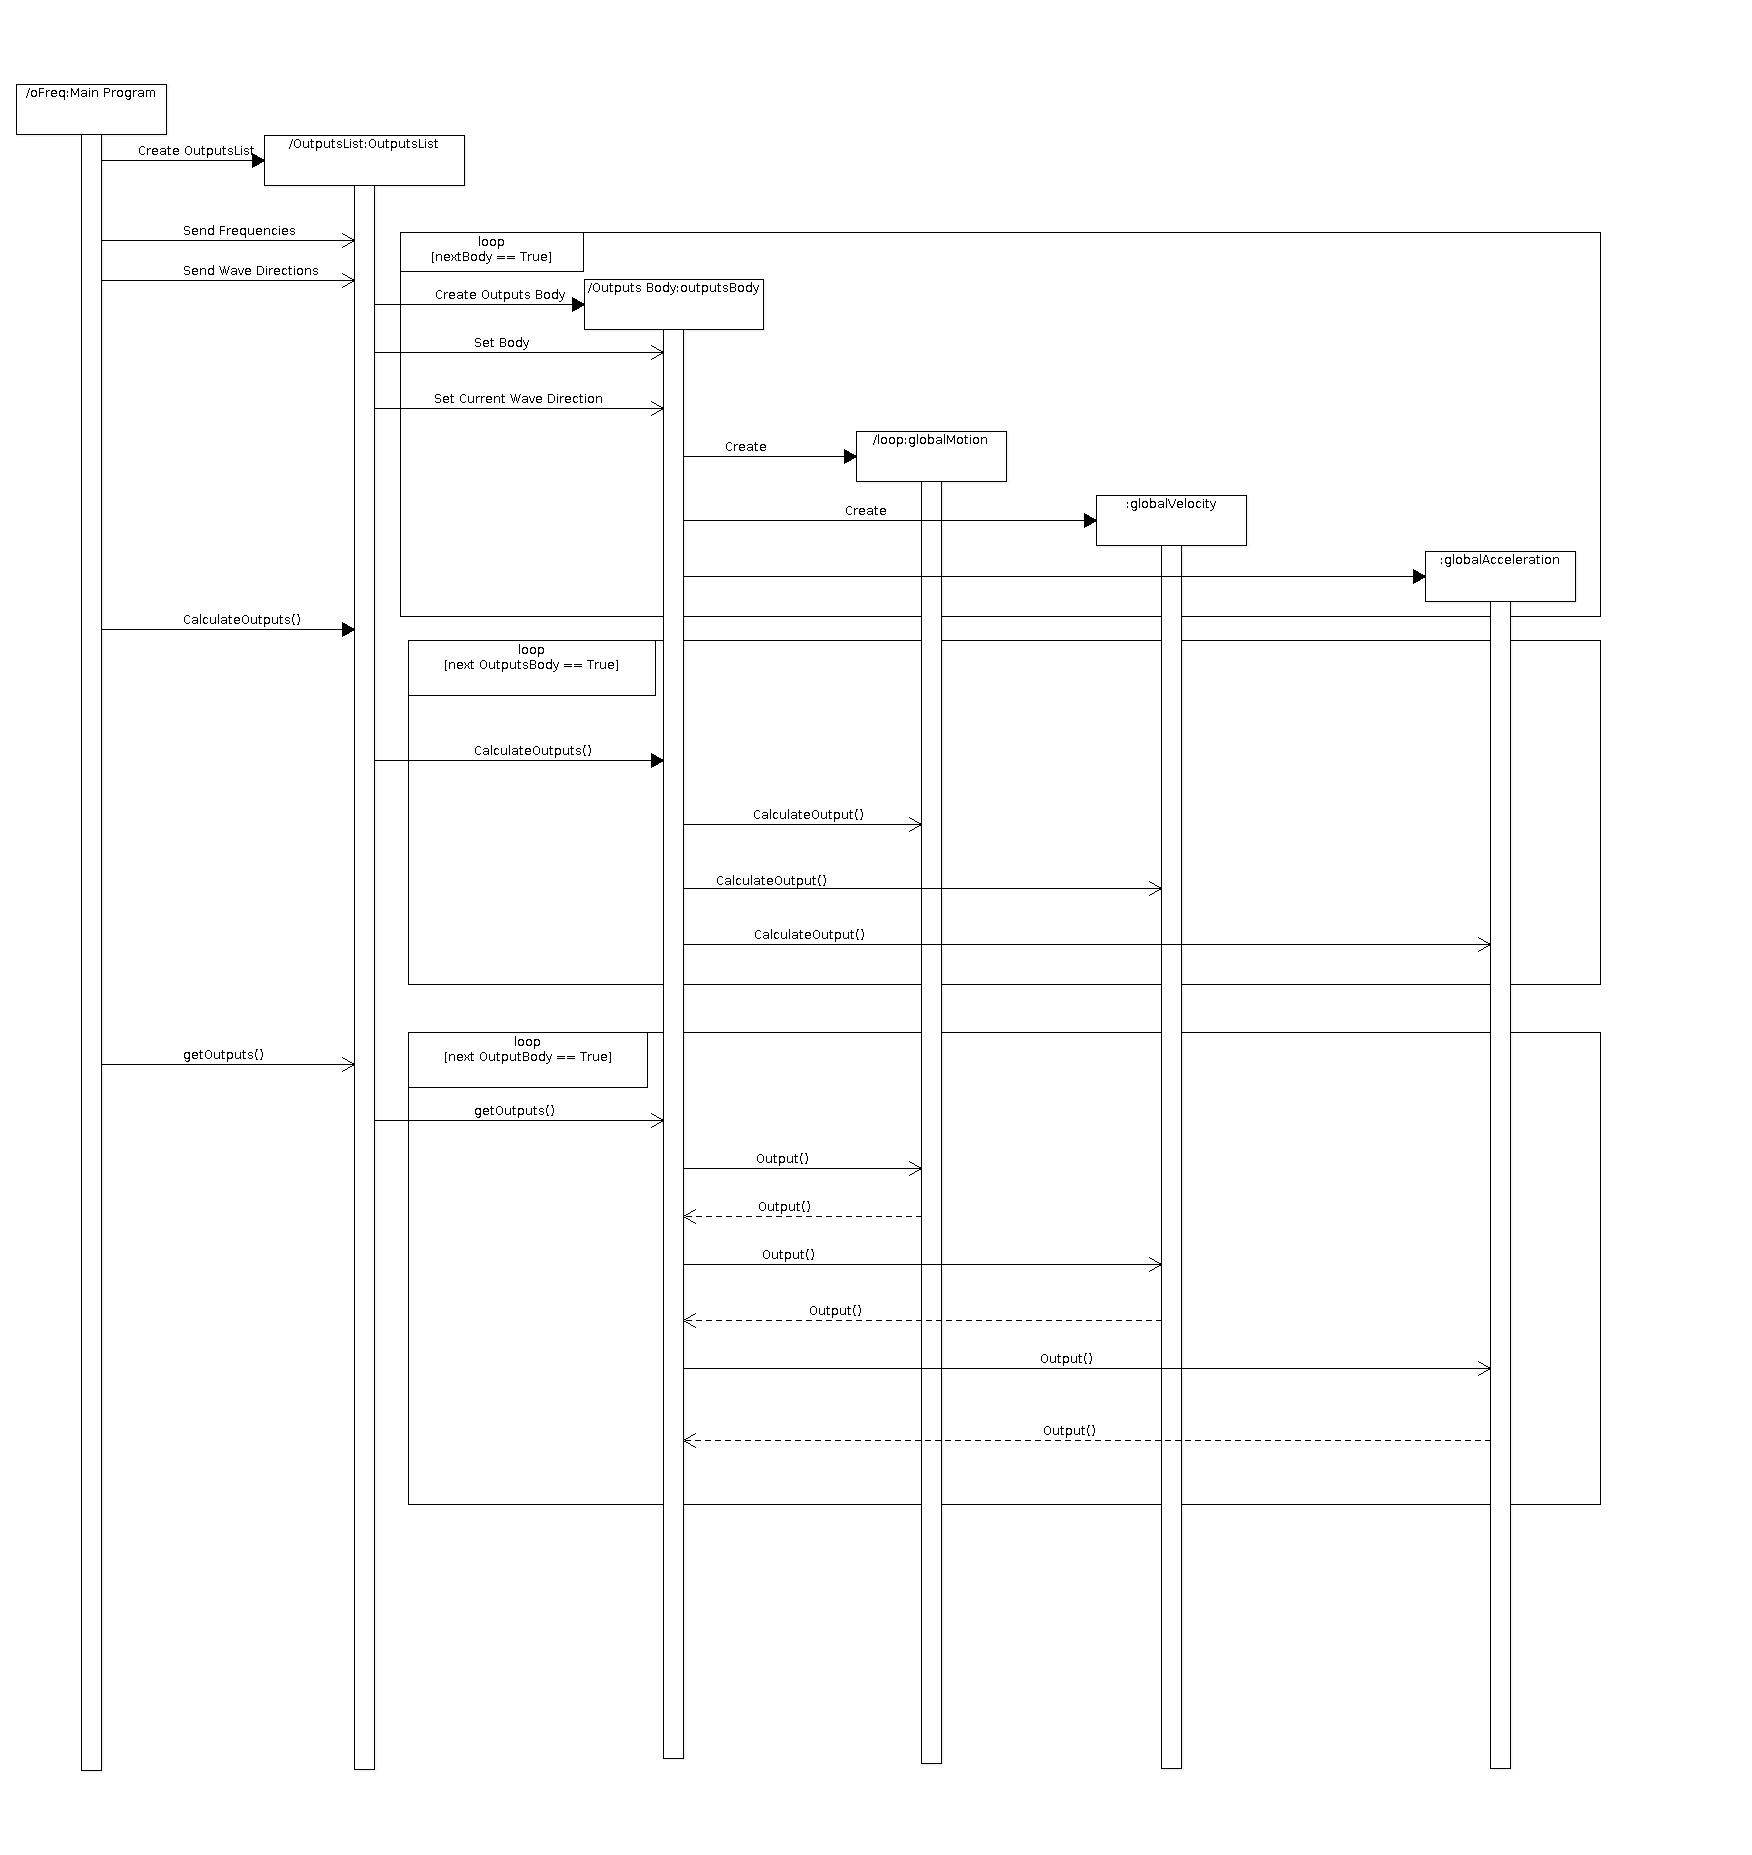 /oFreq:Main Program
/OutputsList:OutputsList
Create OutputsList
Send Frequencies
loop
[nextBody == True]
Send Wave Directions
/Outputs Body:outputsBody
Create Outputs Body
Set Body
Set Current Wave Direction
/loop:globalMotion
Create
:globalVelocity
Create
:globalAcceleration
CalculateOutputs()
loop
[next OutputsBody == True]
CalculateOutputs()
CalculateOutput()
CalculateOutput()
CalculateOutput()
loop
[next OutputBody == True]
getOutputs()
getOutputs()
Output()
Output()
Output()
Output()
Output()
Output()